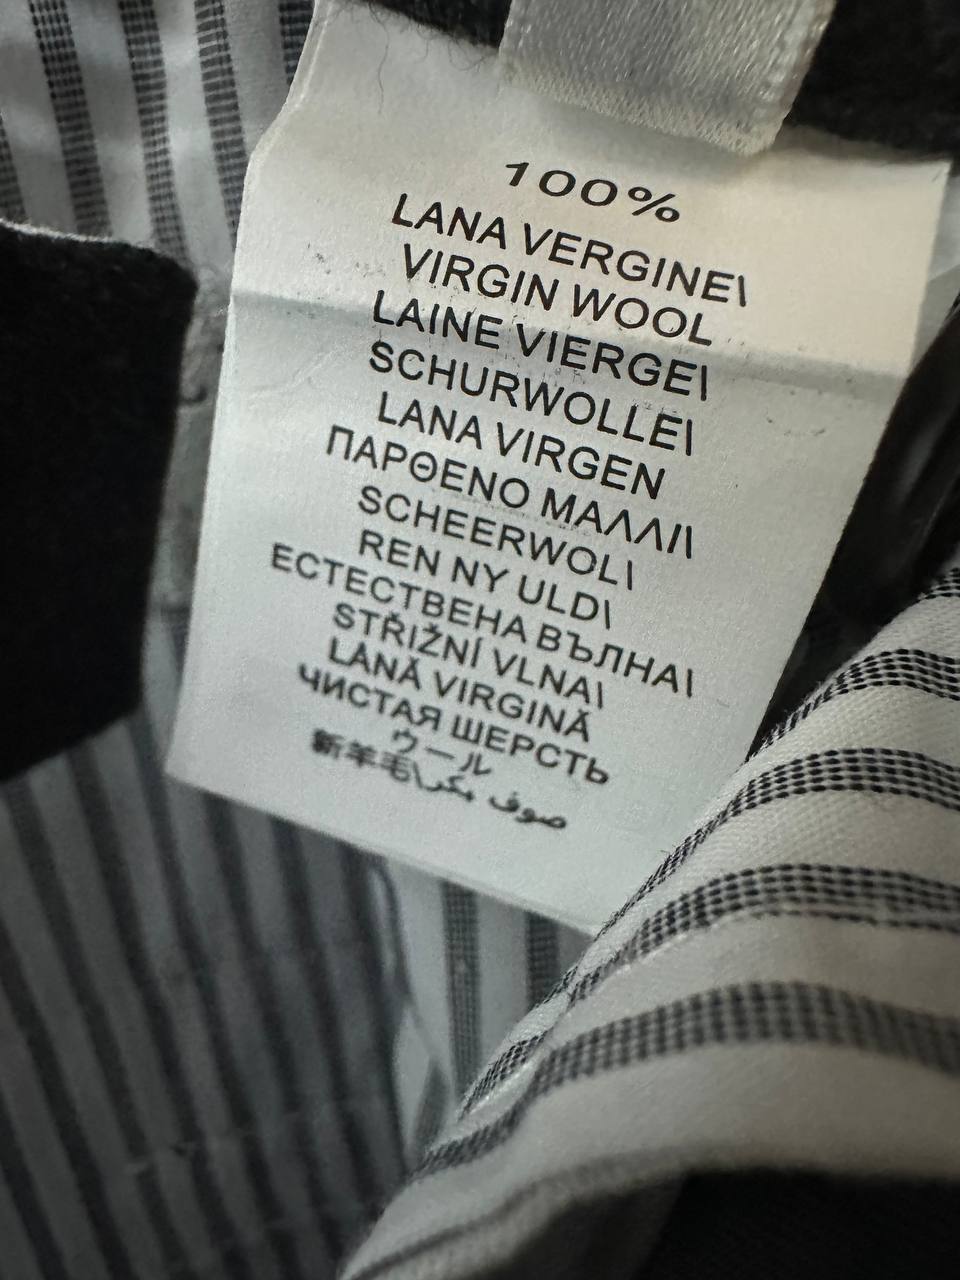 100%
LANA VERGINE\
VIRGIN WOOL
LAINE VIERGE\
SCHURWOLLE\
LANA VIRGEN
ΠΑΡΘΕΝΟ ΜΑΛΛΙ\
SCHEERWOL\
REN NY ULD\
ЕСТЕСТВЕНА ВЪЛНА\
STŘIŽNÍ VLNA\
LÂNĂ VIRGINĂ
ЧИСТАЯ ШЕРСТЬ
ウール
新羊毛\صوف بكر